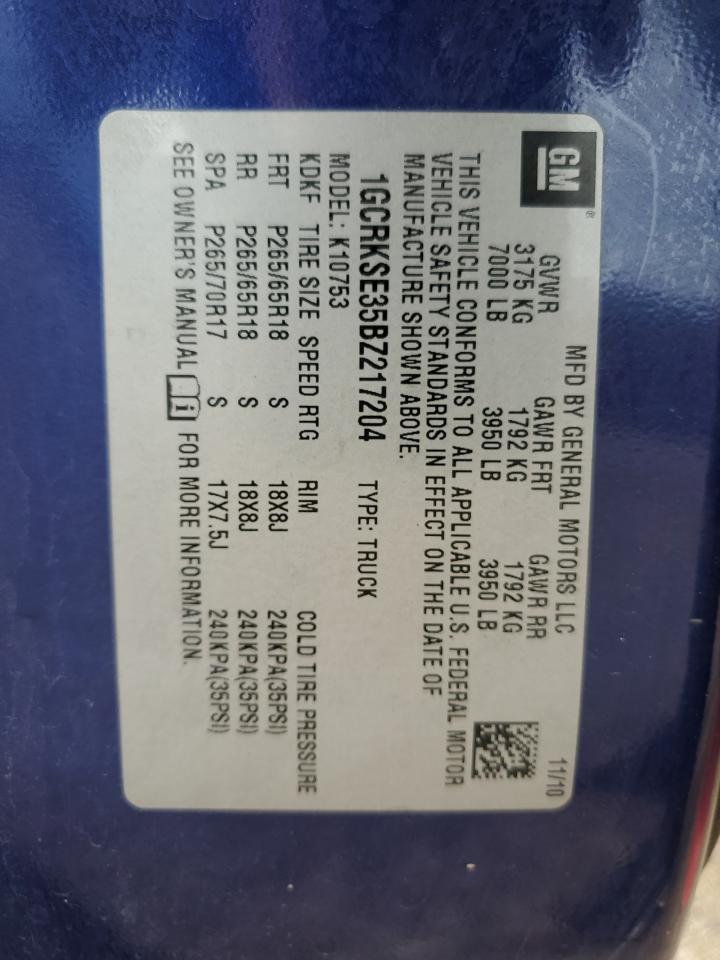 GM®
MFD BY GENERAL MOTORS LLC 11/10
GVWR GAWR FRT GAWR RR
3175 KG 1792 KG 1792 KG
7000 LB 3950 LB 3950 LB
THIS VEHICLE CONFORMS TO ALL APPLICABLE U.S. FEDERAL MOTOR
VEHICLE SAFETY STANDARDS IN EFFECT ON THE DATE OF
MANUFACTURE SHOWN ABOVE.
1GCRKSE35BZ217204 TYPE: TRUCK
MODEL: K10753
KDKF TIRE SIZE SPEED RTG RIM COLD TIRE PRESSURE
FRT P265/65R18 S 18X8J 240KPA(35PSI)
RR P265/65R18 S 18X8J 240KPA(35PSI)
SPA P265/70R17 S 17X7.5J 240KPA(35PSI)
SEE OWNER'S MANUAL i FOR MORE INFORMATION.